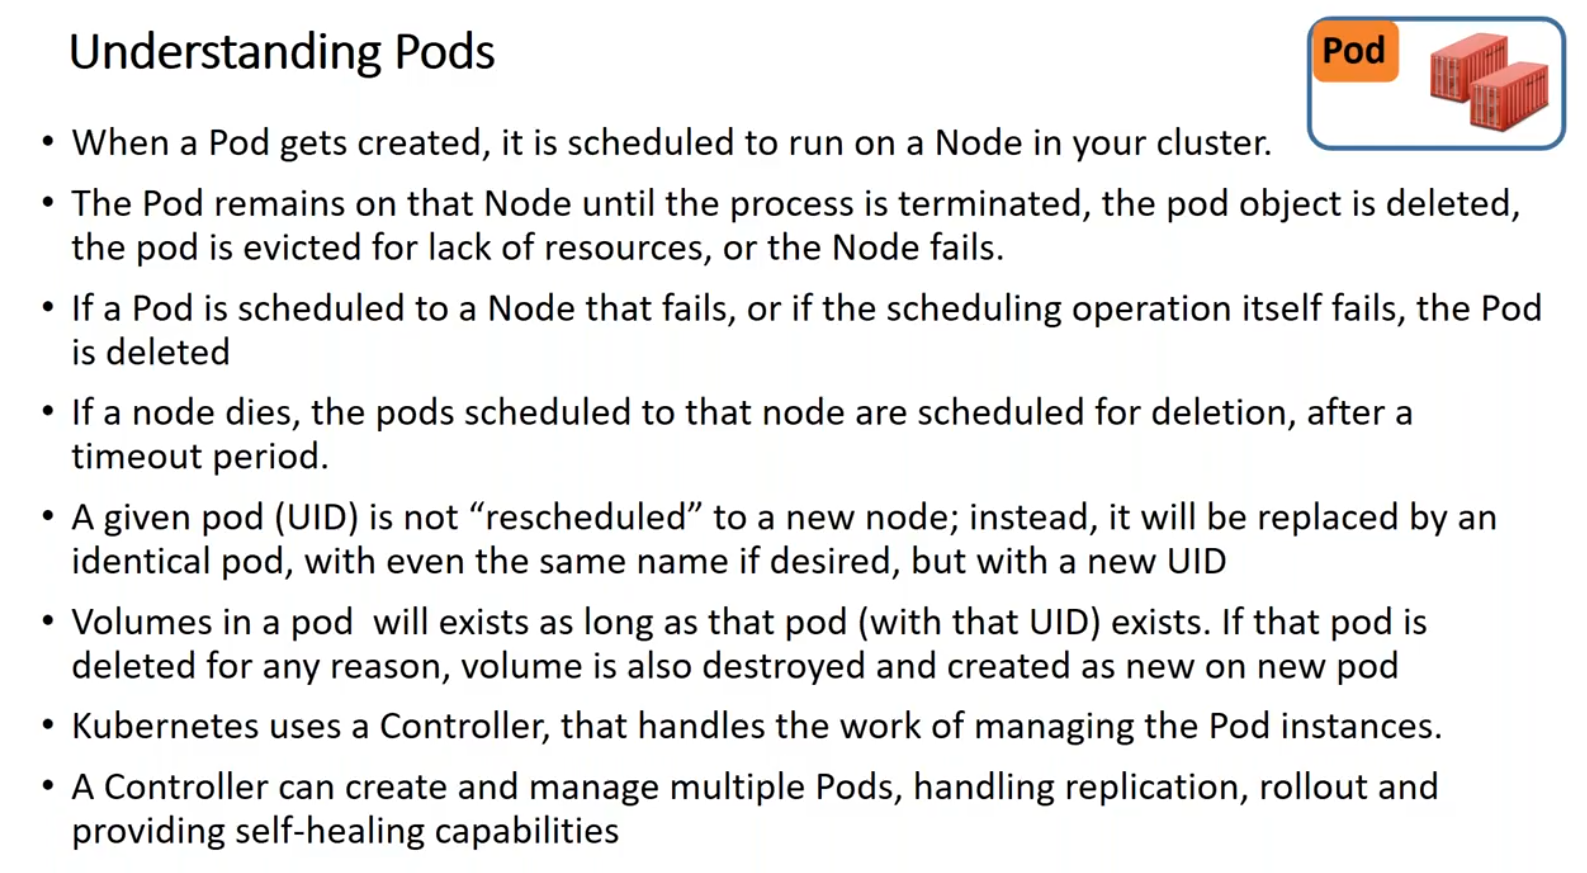 Understanding Pods
Pod
• When a Pod gets created, it is scheduled to run on a Node in your cluster.
• The Pod remains on that Node until the process is terminated, the pod object is deleted,
the pod is evicted for lack of resources, or the Node fails.
• If a Pod is scheduled to a Node that fails, or if the scheduling operation itself fails, the Pod
is deleted
• If a node dies, the pods scheduled to that node are scheduled for deletion, after a
timeout period.
• A given pod (UID) is not “rescheduled” to a new node; instead, it will be replaced by an
identical pod, with even the same name if desired, but with a new UID
• Volumes in a pod  will exists as long as that pod (with that UID) exists. If that pod is
deleted for any reason, volume is also destroyed and created as new on new pod
• Kubernetes uses a Controller, that handles the work of managing the Pod instances.
• A Controller can create and manage multiple Pods, handling replication, rollout and
providing self-healing capabilities